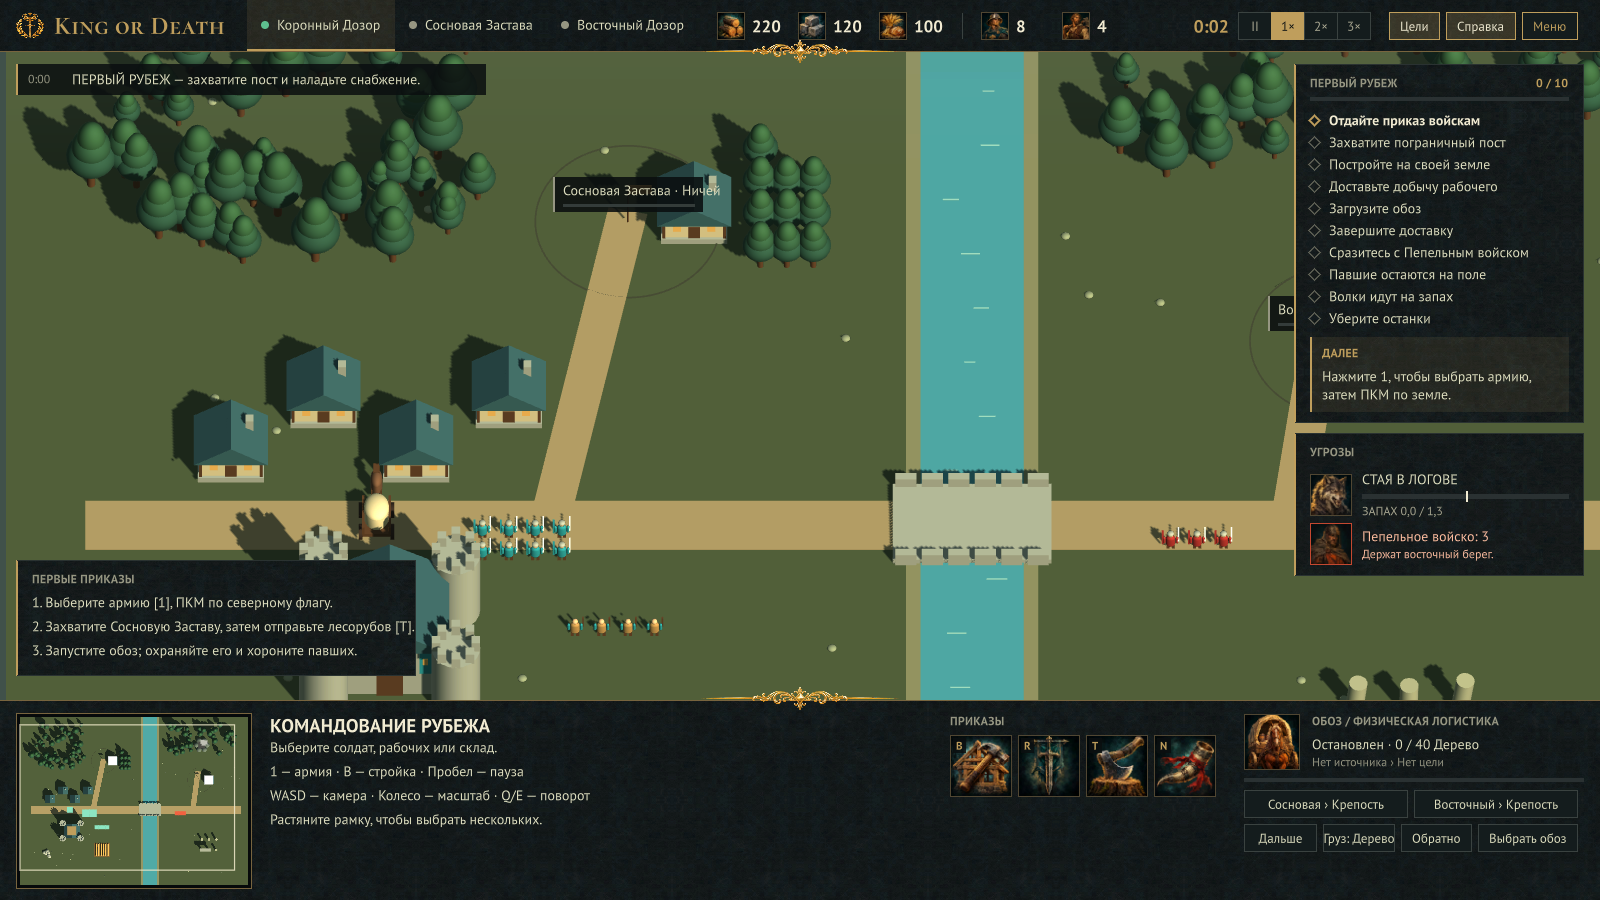 KING OR DEATH
Коронный Дозор
Сосновая Застава
Восточный Дозор
220
120
100
8
4
0:02
II
1×
2×
3×
Цели
Справка
Меню
0:00 ПЕРВЫЙ РУБЕЖ — захватите пост и наладьте снабжение.
Сосновая Застава · Ничей
Во
ПЕРВЫЙ РУБЕЖ 0 / 10
Отдайте приказ войскам
Захватите пограничный пост
Постройте на своей земле
Доставьте добычу рабочего
Загрузите обоз
Завершите доставку
Сразитесь с Пепельным войском
Павшие остаются на поле
Волки идут на запах
Уберите останки
ДАЛЕЕ
Нажмите 1, чтобы выбрать армию,
затем ПКМ по земле.
УГРОЗЫ
СТАЯ В ЛОГОВЕ
ЗАПАХ 0,0 / 1,3
Пепельное войско: 3
Держат восточный берег.
ПЕРВЫЕ ПРИКАЗЫ
1. Выберите армию [1], ПКМ по северному флагу.
2. Захватите Сосновую Заставу, затем отправьте лесорубов [T].
3. Запустите обоз; охраняйте его и хороните павших.
КОМАНДОВАНИЕ РУБЕЖА
Выберите солдат, рабочих или склад.
1 — армия · B — стройка · Пробел — пауза
WASD — камера · Колесо — масштаб · Q/E — поворот
Растяните рамку, чтобы выбрать нескольких.
ПРИКАЗЫ
B
R
T
N
ОБОЗ / ФИЗИЧЕСКАЯ ЛОГИСТИКА
Остановлен · 0 / 40 Дерево
Нет источника › Нет цели
Сосновая › Крепость
Восточный › Крепость
Дальше
Груз: Дерево
Обратно
Выбрать обоз